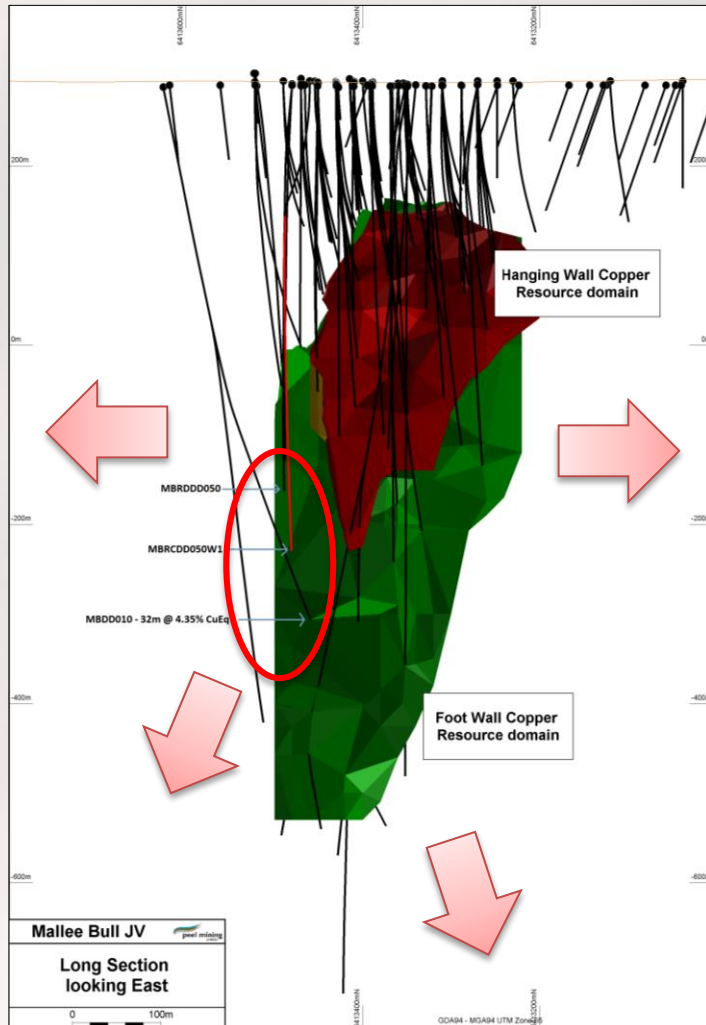 6413600mN
6413400mN
6413200mN
200m
200
Hanging Wall Copper
Resource domain
0m
0
MBRDDD050
-200m
-200
MBRCDD050W1
MBDD010 - 32m @ 4.35% CuEq
-400m
-400
Foot Wall Copper
Resource domain
-600m
-600
Mallee Bull JV
peel mining
Long Section
looking East
0
100m
6413400mN
6413200mN
GDA94 - MGA94 UTM Zone